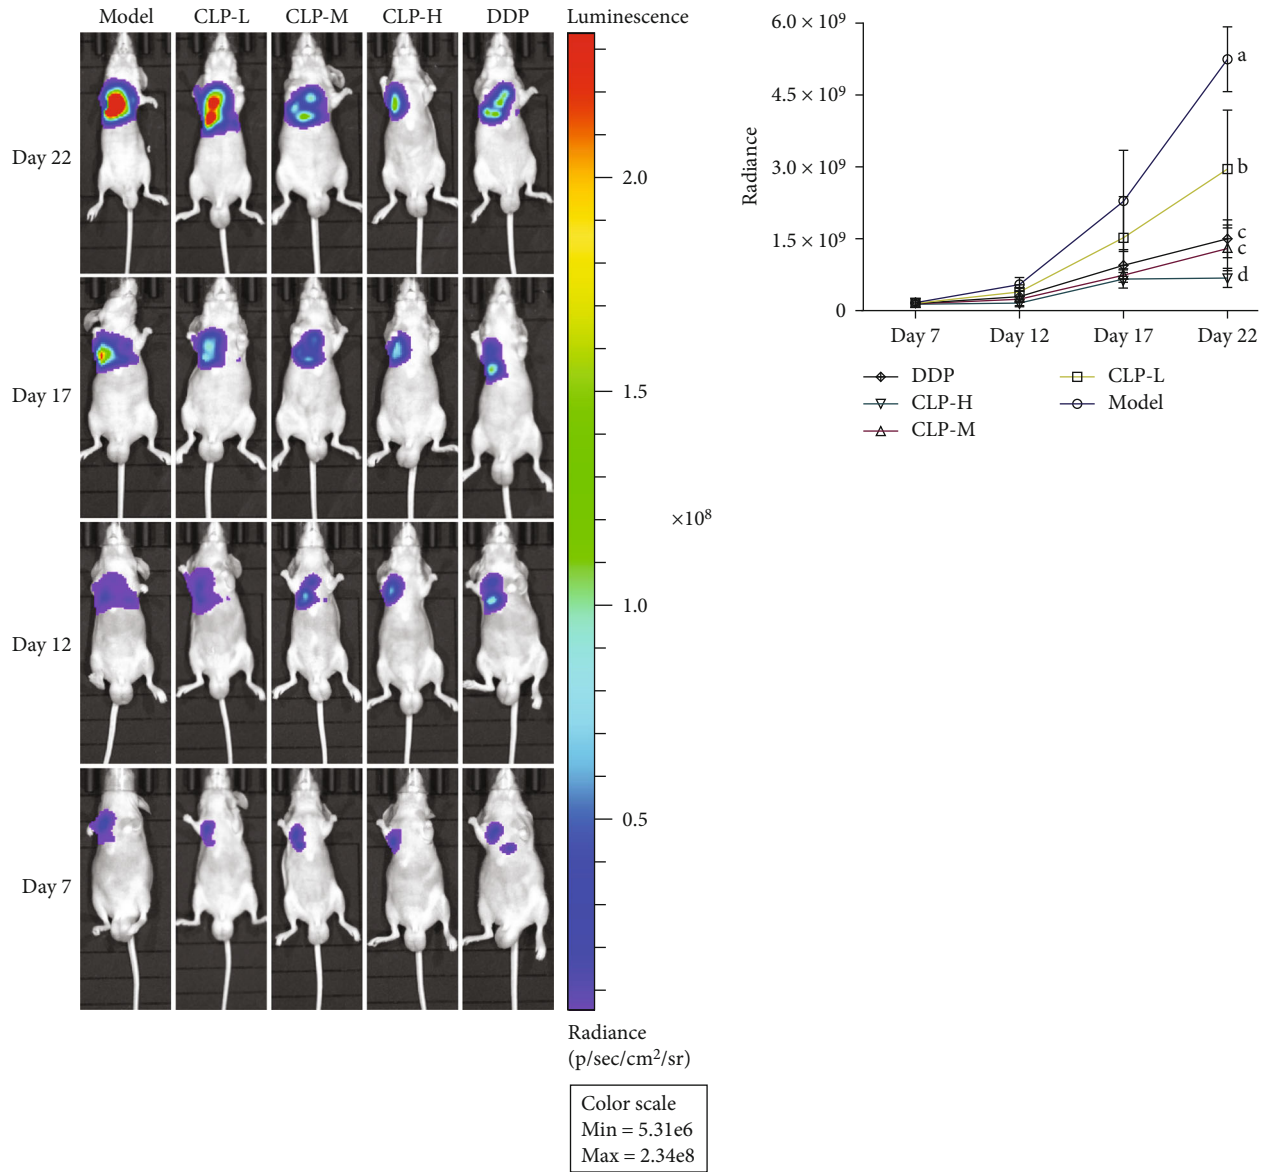 Model CLP-L CLP-M CLP-H DDP Luminescence
Day 22
Day 17
Day 12
Day 7
2.0
1.5
×10⁸
1.0
0.5
Radiance
(p/sec/cm²/sr)
Color scale
Min = 5.31e6
Max = 2.34e8
Radiance
6.0 × 10⁹
4.5 × 10⁹
3.0 × 10⁹
1.5 × 10⁹
0
a
b
c
c
d
Day 7 Day 12 Day 17 Day 22
DDP CLP-L
CLP-H Model
CLP-M